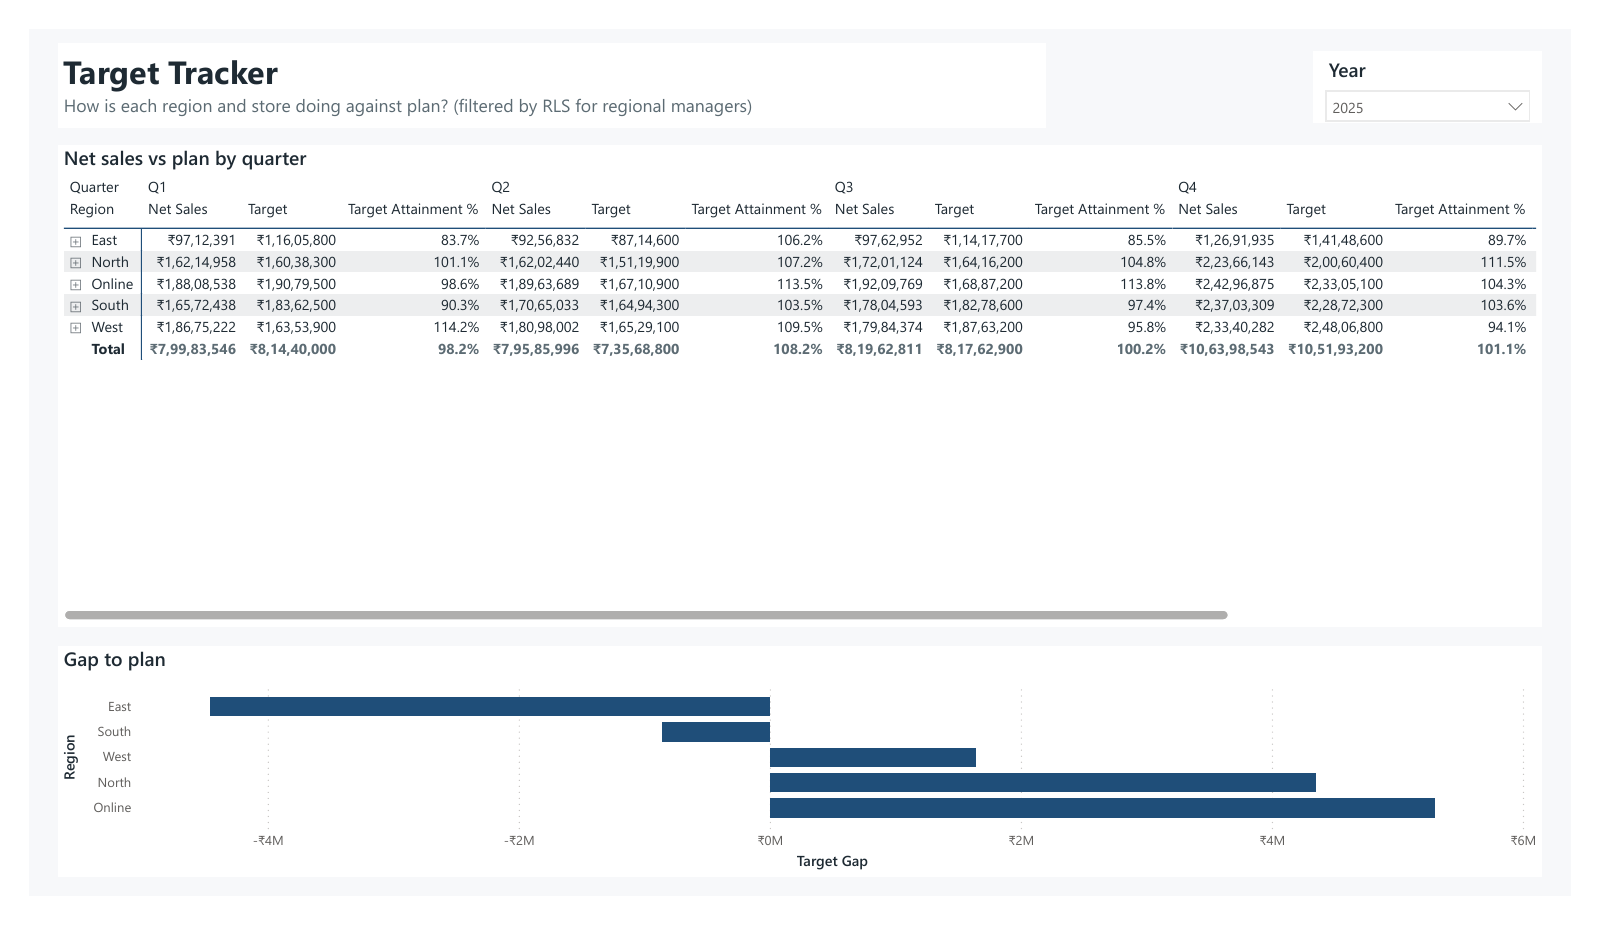 Target Tracker
How is each region and store doing against plan? (filtered by RLS for regional managers)
Year
2025
Net sales vs plan by quarter
Quarter Q1 Q2 Q3 Q4
Region Net Sales Target Target Attainment % Net Sales Target Target Attainment % Net Sales Target Target Attainment % Net Sales Target Target Attainment %
East ₹97,12,391 ₹1,16,05,800 83.7% ₹92,56,832 ₹87,14,600 106.2% ₹97,62,952 ₹1,14,17,700 85.5% ₹1,26,91,935 ₹1,41,48,600 89.7%
North ₹1,62,14,958 ₹1,60,38,300 101.1% ₹1,62,02,440 ₹1,51,19,900 107.2% ₹1,72,01,124 ₹1,64,16,200 104.8% ₹2,23,66,143 ₹2,00,60,400 111.5%
Online ₹1,88,08,538 ₹1,90,79,500 98.6% ₹1,89,63,689 ₹1,67,10,900 113.5% ₹1,92,09,769 ₹1,68,87,200 113.8% ₹2,42,96,875 ₹2,33,05,100 104.3%
South ₹1,65,72,438 ₹1,83,62,500 90.3% ₹1,70,65,033 ₹1,64,94,300 103.5% ₹1,78,04,593 ₹1,82,78,600 97.4% ₹2,37,03,309 ₹2,28,72,300 103.6%
West ₹1,86,75,222 ₹1,63,53,900 114.2% ₹1,80,98,002 ₹1,65,29,100 109.5% ₹1,79,84,374 ₹1,87,63,200 95.8% ₹2,33,40,282 ₹2,48,06,800 94.1%
Total ₹7,99,83,546 ₹8,14,40,000 98.2% ₹7,95,85,996 ₹7,35,68,800 108.2% ₹8,19,62,811 ₹8,17,62,900 100.2% ₹10,63,98,543 ₹10,51,93,200 101.1%
Gap to plan
Region
East
South
West
North
Online
-₹4M -₹2M ₹0M ₹2M ₹4M ₹6M
Target Gap